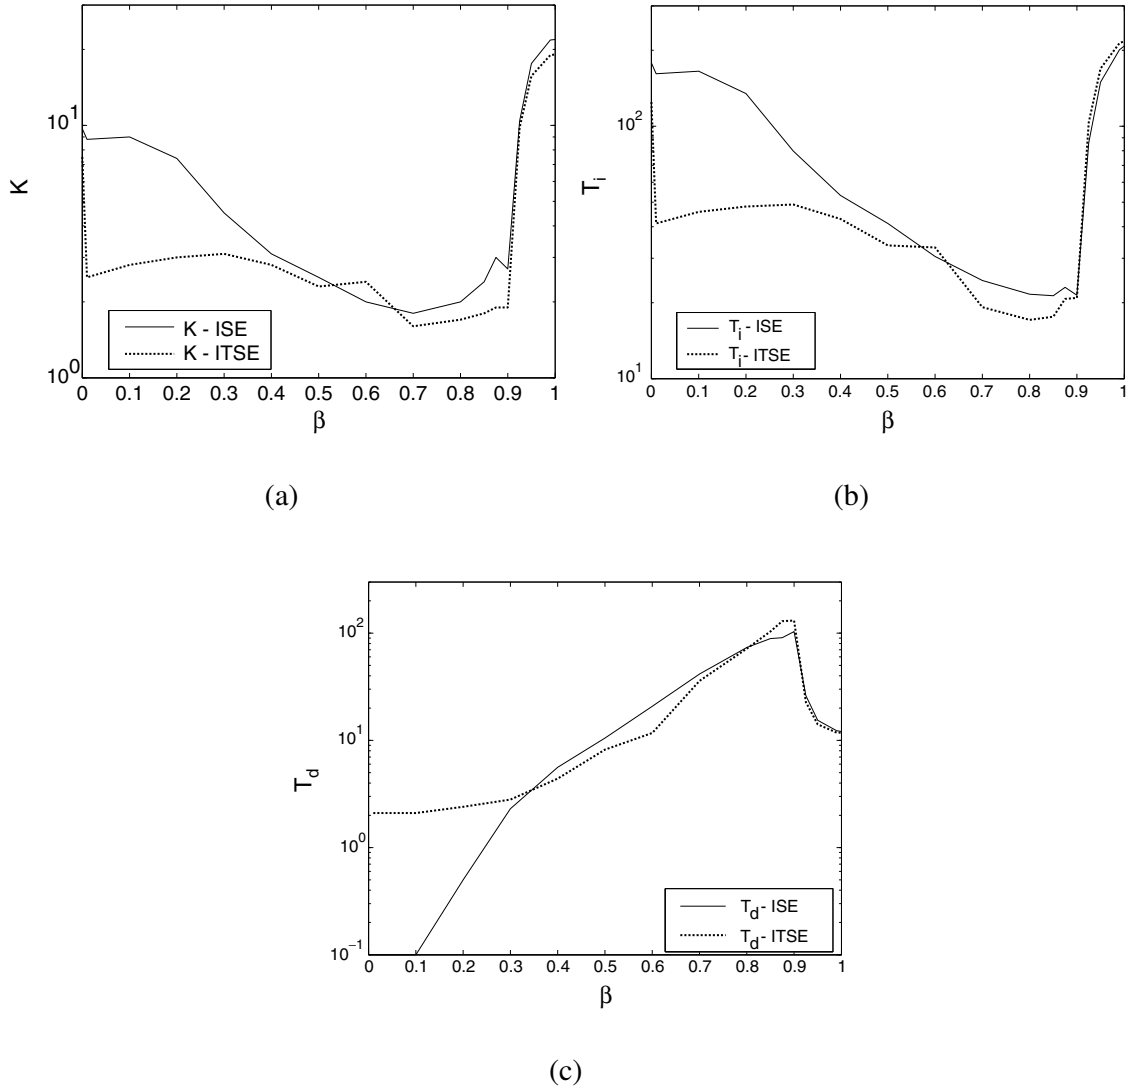 10^1
K
10^0
K - ISE
K - ITSE
0 0.1 0.2 0.3 0.4 0.5 0.6 0.7 0.8 0.9 1
β
(a)
10^2
T_i
10^1
T_i - ISE
T_i - ITSE
0 0.1 0.2 0.3 0.4 0.5 0.6 0.7 0.8 0.9 1
β
(b)
10^2
10^1
T_d
10^0
10^-1
T_d - ISE
T_d - ITSE
0 0.1 0.2 0.3 0.4 0.5 0.6 0.7 0.8 0.9 1
β
(c)